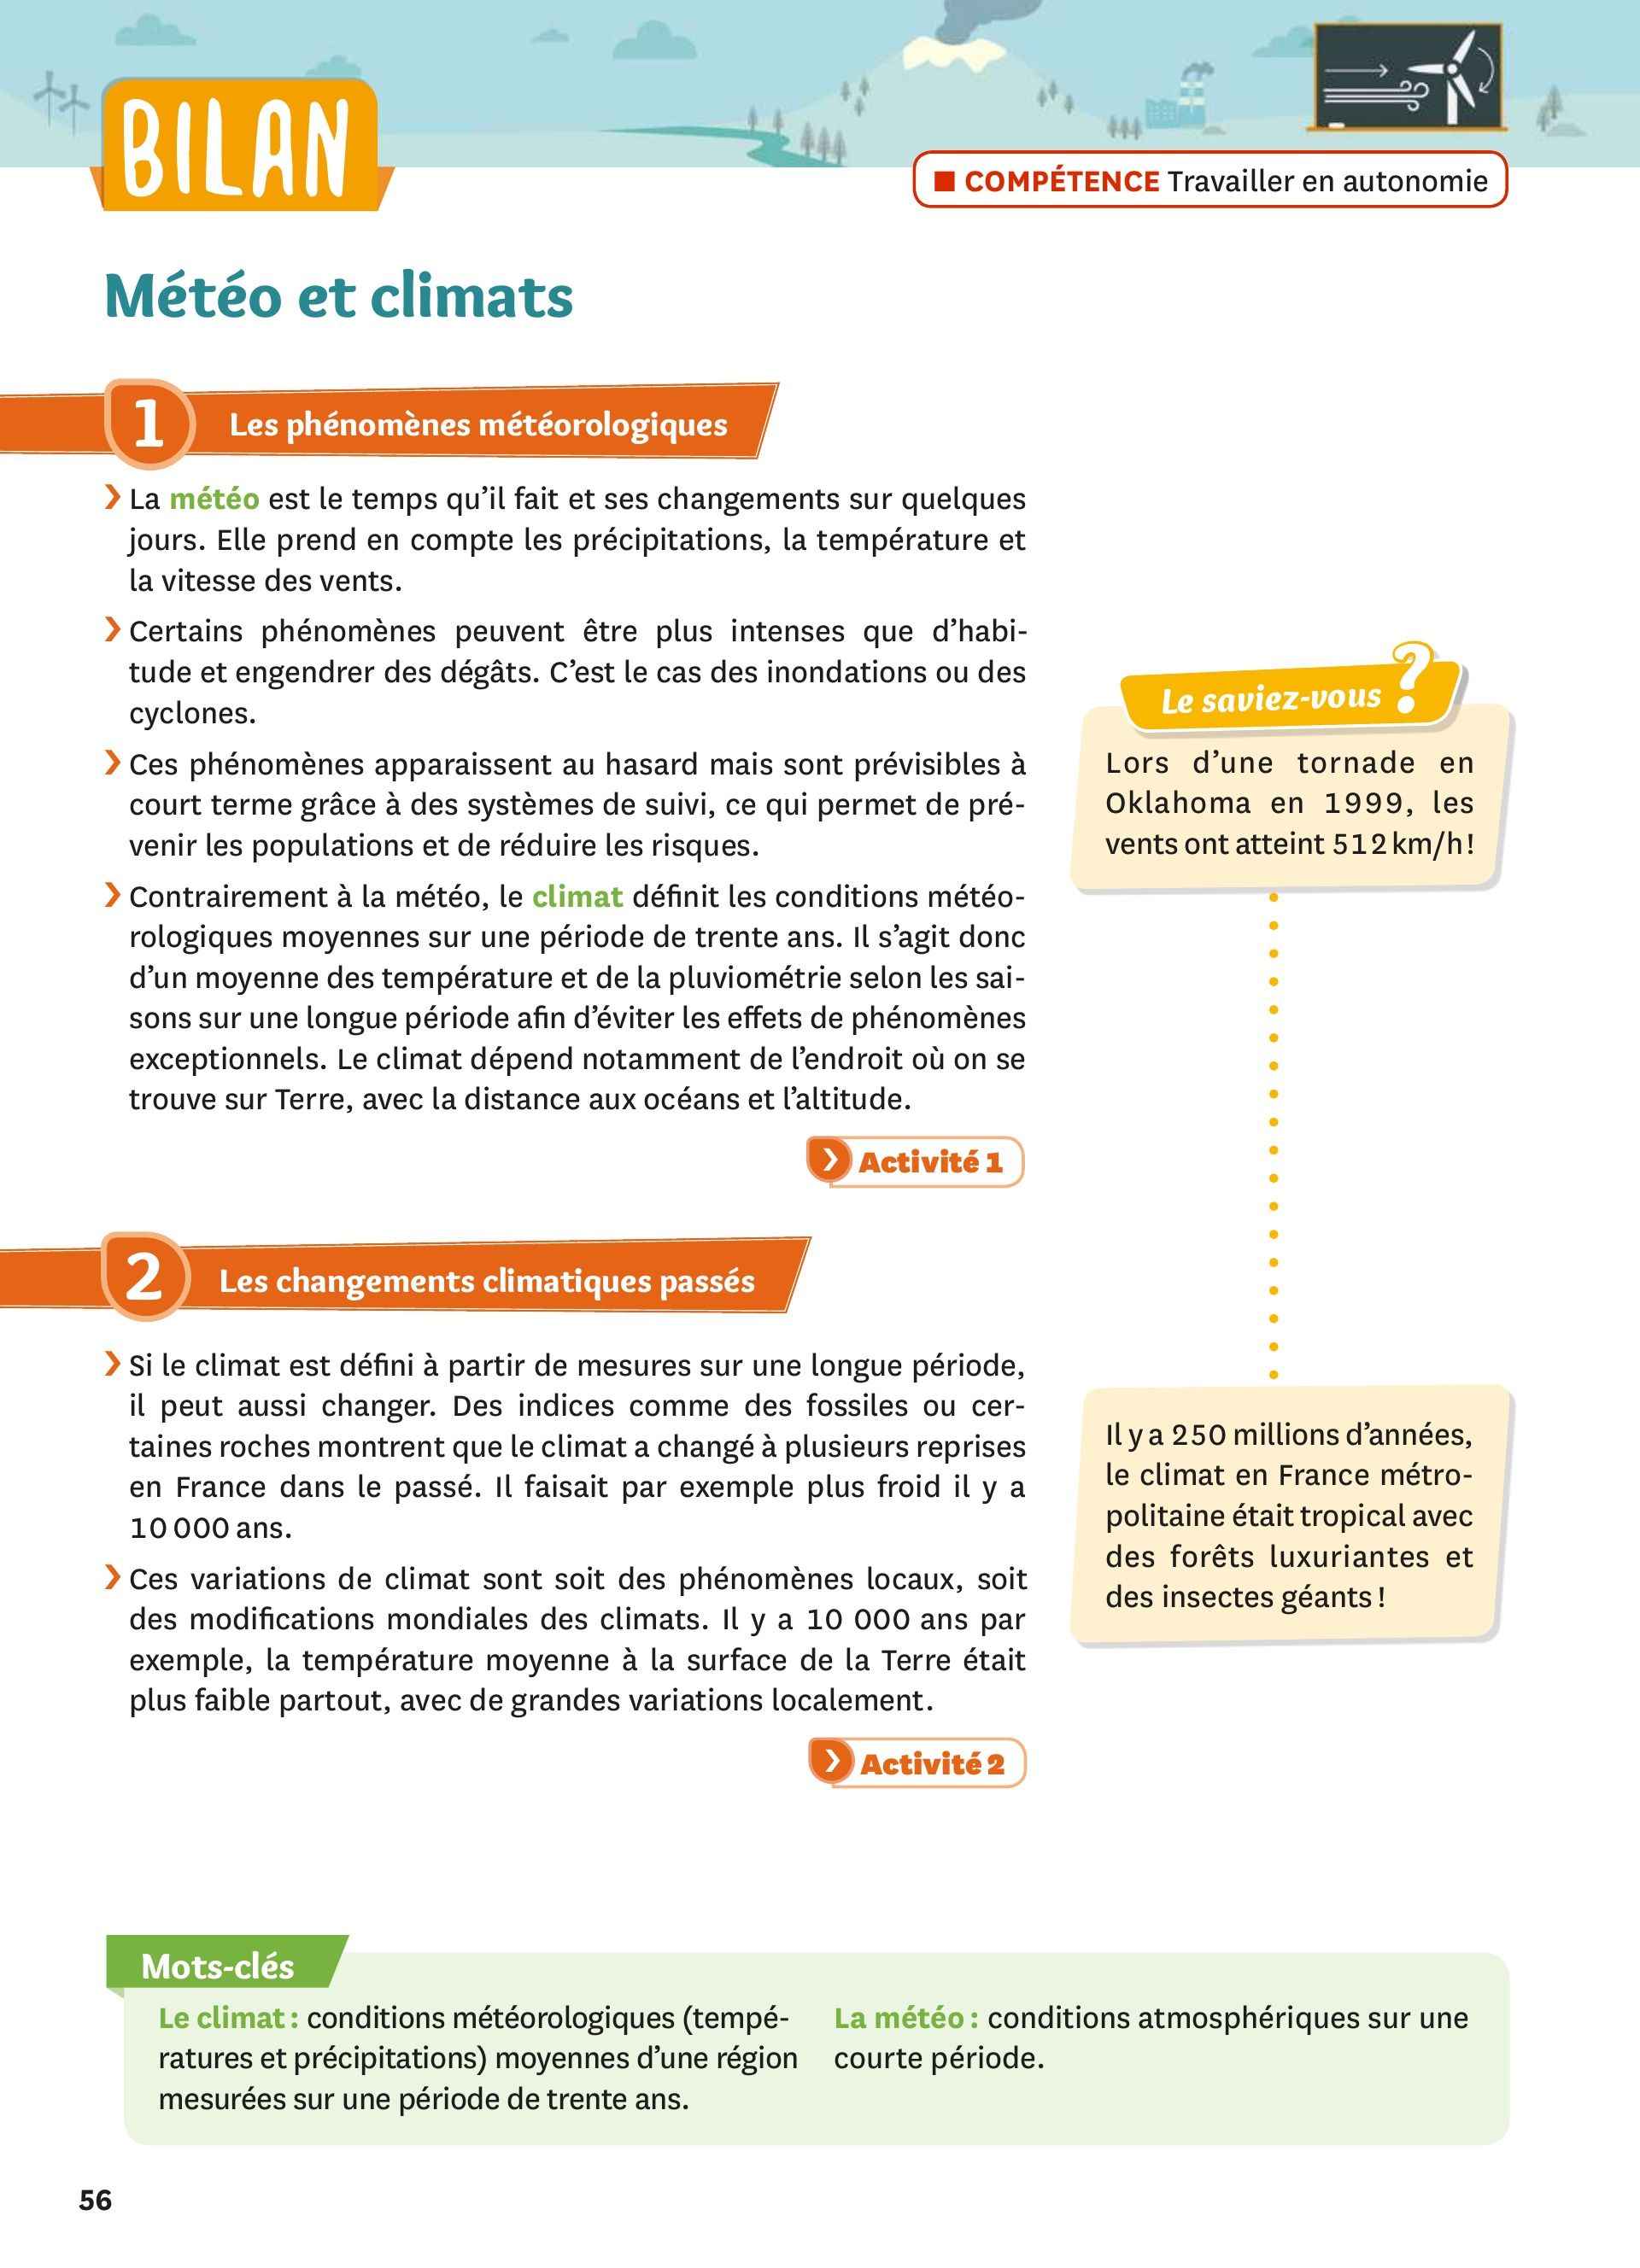 BILAN
■ COMPÉTENCE Travailler en autonomie
Météo et climats
1 Les phénomènes météorologiques
La météo est le temps qu’il fait et ses changements sur quelques
jours. Elle prend en compte les précipitations, la température et
la vitesse des vents.
Certains phénomènes peuvent être plus intenses que d’habi-
tude et engendrer des dégâts. C’est le cas des inondations ou des
cyclones.
Ces phénomènes apparaissent au hasard mais sont prévisibles à
court terme grâce à des systèmes de suivi, ce qui permet de pré-
venir les populations et de réduire les risques.
Contrairement à la météo, le climat définit les conditions météo-
rologiques moyennes sur une période de trente ans. Il s’agit donc
d’un moyenne des température et de la pluviométrie selon les sai-
sons sur une longue période afin d’éviter les effets de phénomènes
exceptionnels. Le climat dépend notamment de l’endroit où on se
trouve sur Terre, avec la distance aux océans et l’altitude.
Activité 1
Le saviez-vous ?
Lors d’une tornade en
Oklahoma en 1999, les
vents ont atteint 512 km/h !
2 Les changements climatiques passés
Si le climat est défini à partir de mesures sur une longue période,
il peut aussi changer. Des indices comme des fossiles ou cer-
taines roches montrent que le climat a changé à plusieurs reprises
en France dans le passé. Il faisait par exemple plus froid il y a
10 000 ans.
Ces variations de climat sont soit des phénomènes locaux, soit
des modifications mondiales des climats. Il y a 10 000 ans par
exemple, la température moyenne à la surface de la Terre était
plus faible partout, avec de grandes variations localement.
Activité 2
Il y a 250 millions d’années,
le climat en France métro-
politaine était tropical avec
des forêts luxuriantes et
des insectes géants !
Mots-clés
Le climat : conditions météorologiques (tempé-
ratures et précipitations) moyennes d’une région
mesurées sur une période de trente ans.
La météo : conditions atmosphériques sur une
courte période.
56